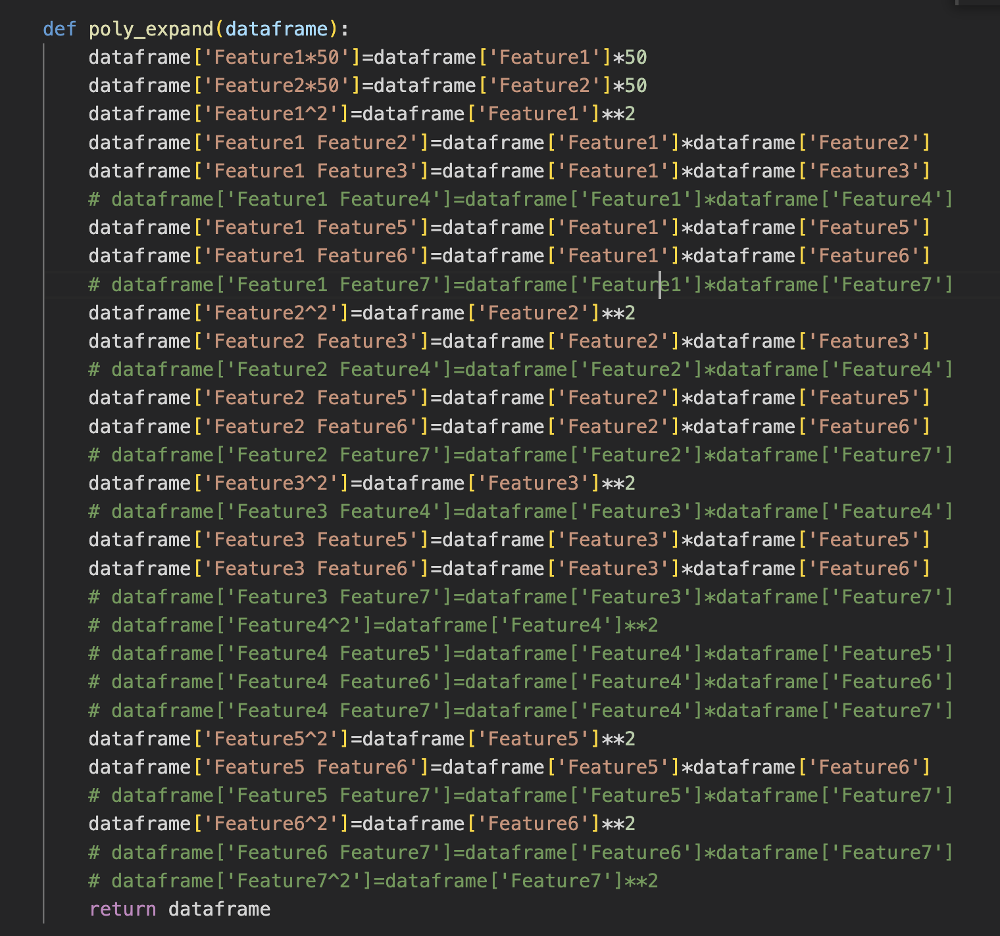 def poly_expand(dataframe):
    dataframe['Feature1*50']=dataframe['Feature1']*50
    dataframe['Feature2*50']=dataframe['Feature2']*50
    dataframe['Feature1^2']=dataframe['Feature1']**2
    dataframe['Feature1 Feature2']=dataframe['Feature1']*dataframe['Feature2']
    dataframe['Feature1 Feature3']=dataframe['Feature1']*dataframe['Feature3']
    # dataframe['Feature1 Feature4']=dataframe['Feature1']*dataframe['Feature4']
    dataframe['Feature1 Feature5']=dataframe['Feature1']*dataframe['Feature5']
    dataframe['Feature1 Feature6']=dataframe['Feature1']*dataframe['Feature6']
    # dataframe['Feature1 Feature7']=dataframe['Feature1']*dataframe['Feature7']
    dataframe['Feature2^2']=dataframe['Feature2']**2
    dataframe['Feature2 Feature3']=dataframe['Feature2']*dataframe['Feature3']
    # dataframe['Feature2 Feature4']=dataframe['Feature2']*dataframe['Feature4']
    dataframe['Feature2 Feature5']=dataframe['Feature2']*dataframe['Feature5']
    dataframe['Feature2 Feature6']=dataframe['Feature2']*dataframe['Feature6']
    # dataframe['Feature2 Feature7']=dataframe['Feature2']*dataframe['Feature7']
    dataframe['Feature3^2']=dataframe['Feature3']**2
    # dataframe['Feature3 Feature4']=dataframe['Feature3']*dataframe['Feature4']
    dataframe['Feature3 Feature5']=dataframe['Feature3']*dataframe['Feature5']
    dataframe['Feature3 Feature6']=dataframe['Feature3']*dataframe['Feature6']
    # dataframe['Feature3 Feature7']=dataframe['Feature3']*dataframe['Feature7']
    # dataframe['Feature4^2']=dataframe['Feature4']**2
    # dataframe['Feature4 Feature5']=dataframe['Feature4']*dataframe['Feature5']
    # dataframe['Feature4 Feature6']=dataframe['Feature4']*dataframe['Feature6']
    # dataframe['Feature4 Feature7']=dataframe['Feature4']*dataframe['Feature7']
    dataframe['Feature5^2']=dataframe['Feature5']**2
    dataframe['Feature5 Feature6']=dataframe['Feature5']*dataframe['Feature6']
    # dataframe['Feature5 Feature7']=dataframe['Feature5']*dataframe['Feature7']
    dataframe['Feature6^2']=dataframe['Feature6']**2
    # dataframe['Feature6 Feature7']=dataframe['Feature6']*dataframe['Feature7']
    # dataframe['Feature7^2']=dataframe['Feature7']**2
    return dataframe